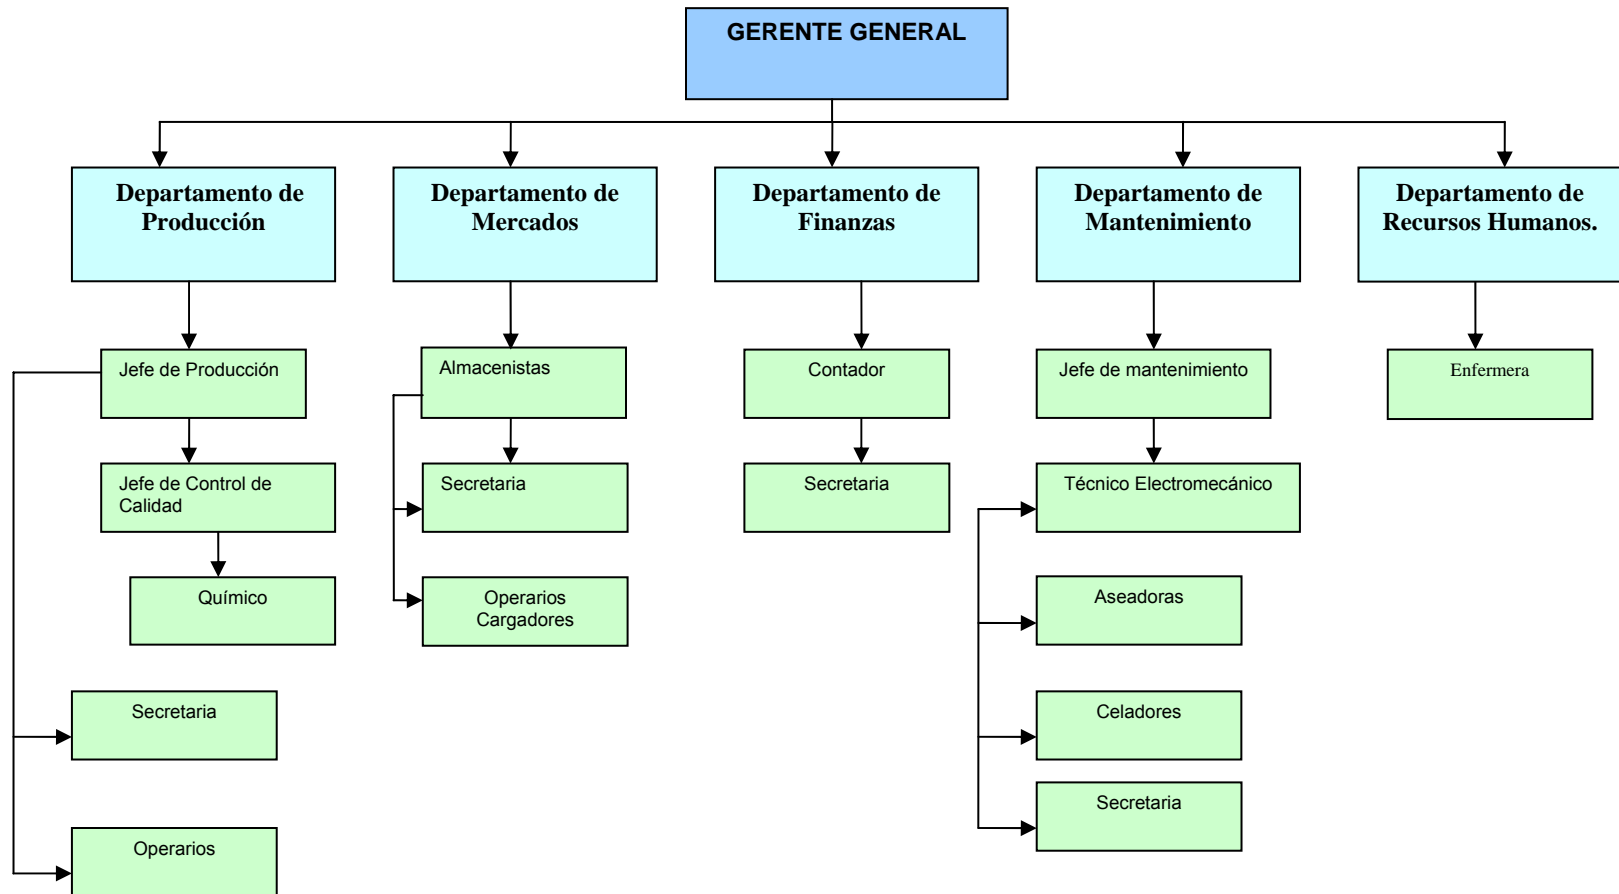 GERENTE GENERAL
Departamento de
Producción
Departamento de
Mercados
Departamento de
Finanzas
Departamento de
Mantenimiento
Departamento de
Recursos Humanos.
Jefe de Producción
Almacenistas
Contador
Jefe de mantenimiento
Enfermera
Jefe de Control de
Calidad
Secretaria
Secretaria
Técnico Electromecánico
Químico
Operarios
Cargadores
Aseadoras
Secretaria
Celadores
Secretaria
Operarios